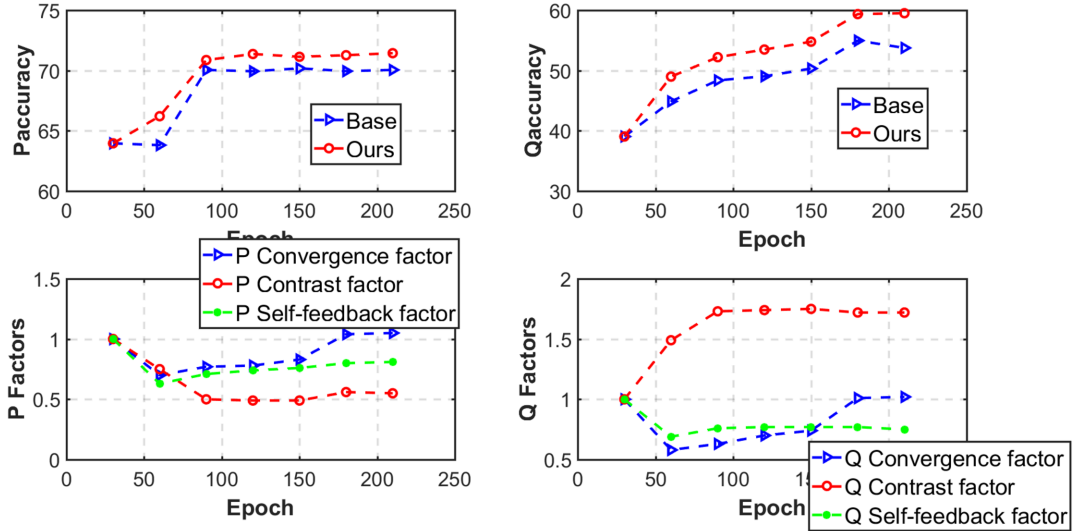 75
70
65
60
Paccuracy
0 50 100 150 200 250
Base
Ours
60
50
40
30
Qaccuracy
0 50 100 150 200 250
Epoch
Base
Ours
Epoch
P Convergence factor
P Contrast factor
P Self-feedback factor
1.5
1
0.5
0
P Factors
0 50 100 150 200 250
Epoch
2
1.5
1
0.5
Q Factors
0 50 100
Epoch
Q Convergence factor
Q Contrast factor
Q Self-feedback factor